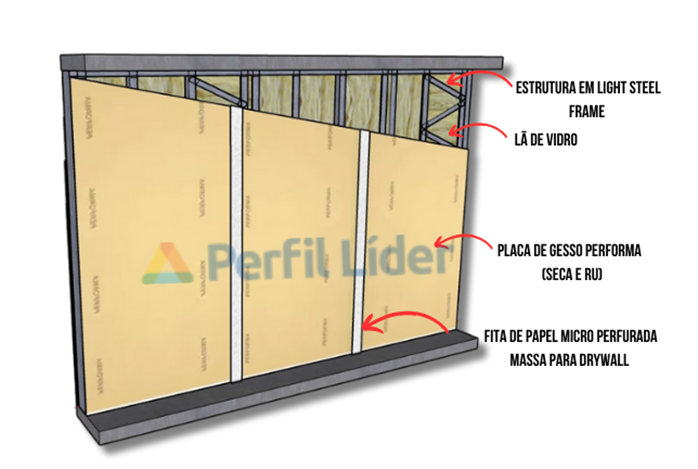 ESTRUTURA EM LIGHT STEEL
FRAME
LÃ DE VIDRO
PLACA DE GESSO PERFORMA
(SECA E RU)
FITA DE PAPEL MICRO PERFURADA
MASSA PARA DRYWALL
Perfil Líder